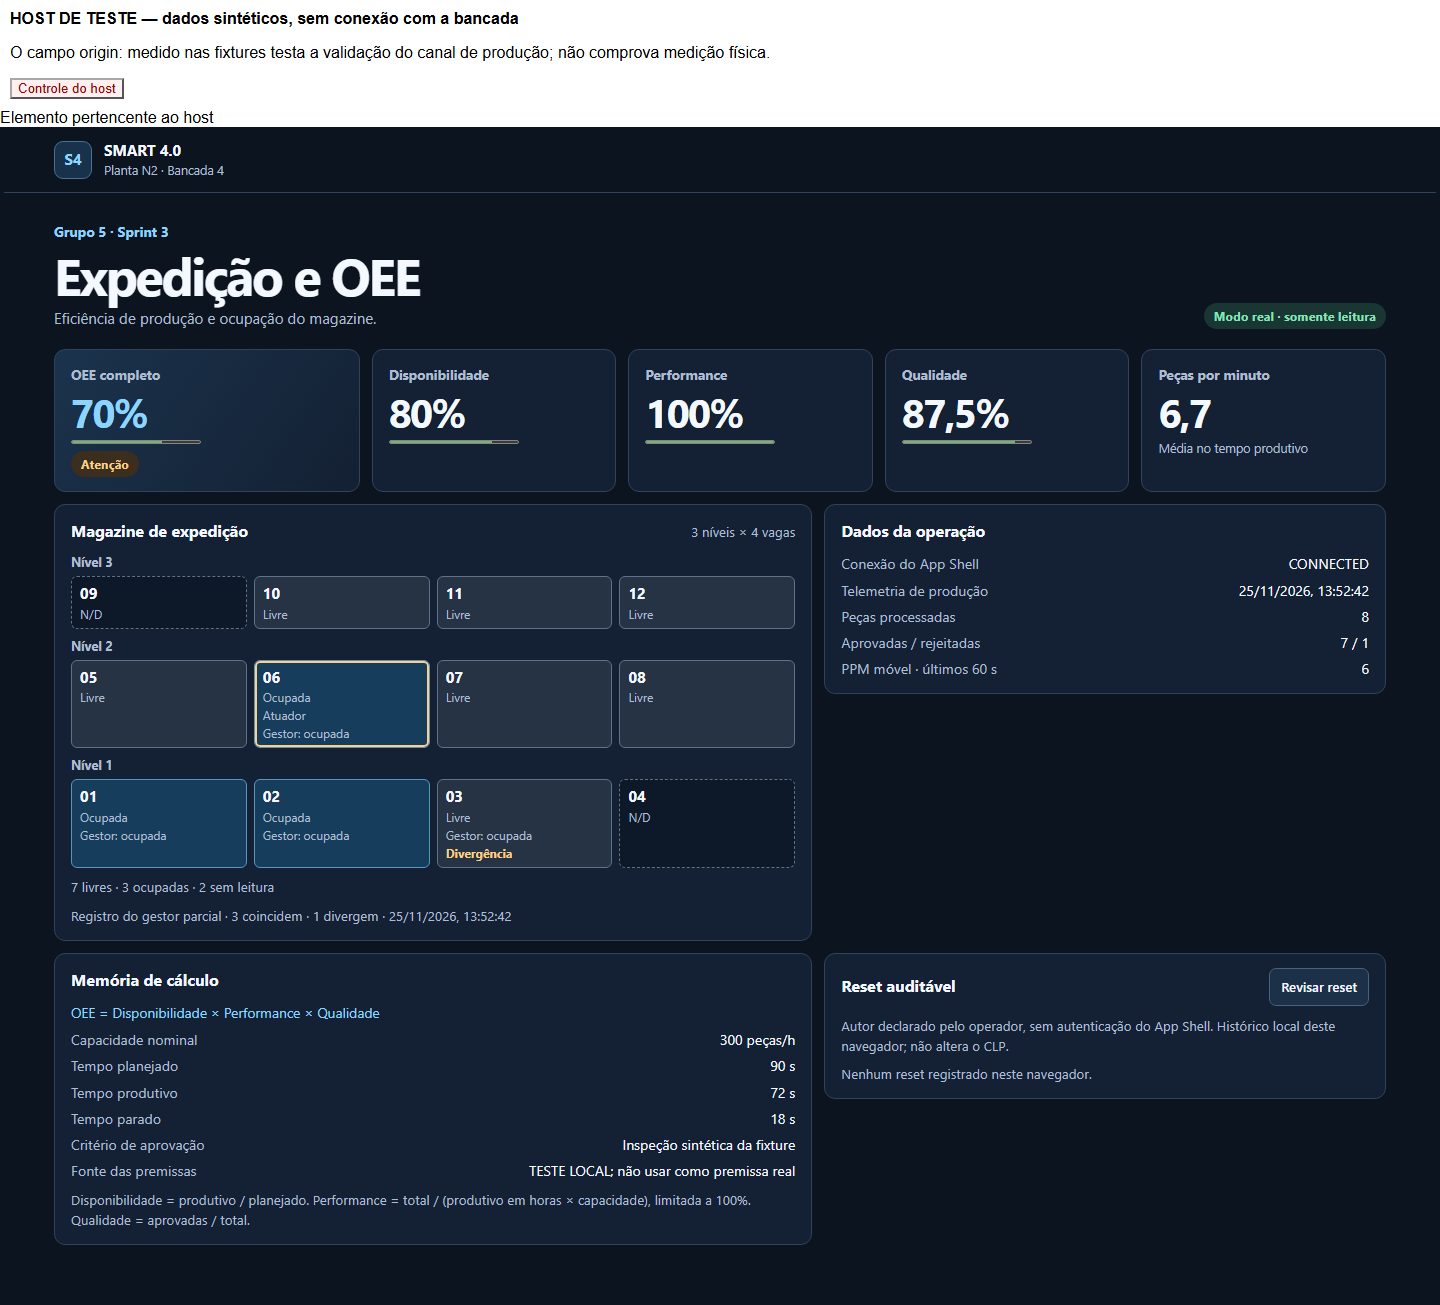 HOST DE TESTE — dados sintéticos, sem conexão com a bancada
O campo origin: medido nas fixtures testa a validação do canal de produção; não comprova medição física.
Controle do host
Elemento pertencente ao host
S4
SMART 4.0
Planta N2 · Bancada 4
Grupo 5 · Sprint 3
Expedição e OEE
Eficiência de produção e ocupação do magazine.
Modo real · somente leitura
OEE completo
70%
Atenção
Disponibilidade
80%
Performance
100%
Qualidade
87,5%
Peças por minuto
6,7
Média no tempo produtivo
Magazine de expedição
3 níveis × 4 vagas
Nível 3
09
N/D
10
Livre
11
Livre
12
Livre
Nível 2
05
Livre
06
Ocupada
Atuador
Gestor: ocupada
07
Livre
08
Livre
Nível 1
01
Ocupada
Gestor: ocupada
02
Ocupada
Gestor: ocupada
03
Livre
Gestor: ocupada
Divergência
04
N/D
7 livres · 3 ocupadas · 2 sem leitura
Registro do gestor parcial · 3 coincidem · 1 divergem · 25/11/2026, 13:52:42
Dados da operação
Conexão do App Shell CONNECTED
Telemetria de produção 25/11/2026, 13:52:42
Peças processadas 8
Aprovadas / rejeitadas 7 / 1
PPM móvel · últimos 60 s 6
Memória de cálculo
OEE = Disponibilidade × Performance × Qualidade
Capacidade nominal 300 peças/h
Tempo planejado 90 s
Tempo produtivo 72 s
Tempo parado 18 s
Critério de aprovação Inspeção sintética da fixture
Fonte das premissas TESTE LOCAL; não usar como premissa real
Disponibilidade = produtivo / planejado. Performance = total / (produtivo em horas × capacidade), limitada a 100%.
Qualidade = aprovadas / total.
Reset auditável
Revisar reset
Autor declarado pelo operador, sem autenticação do App Shell. Histórico local deste
navegador; não altera o CLP.
Nenhum reset registrado neste navegador.